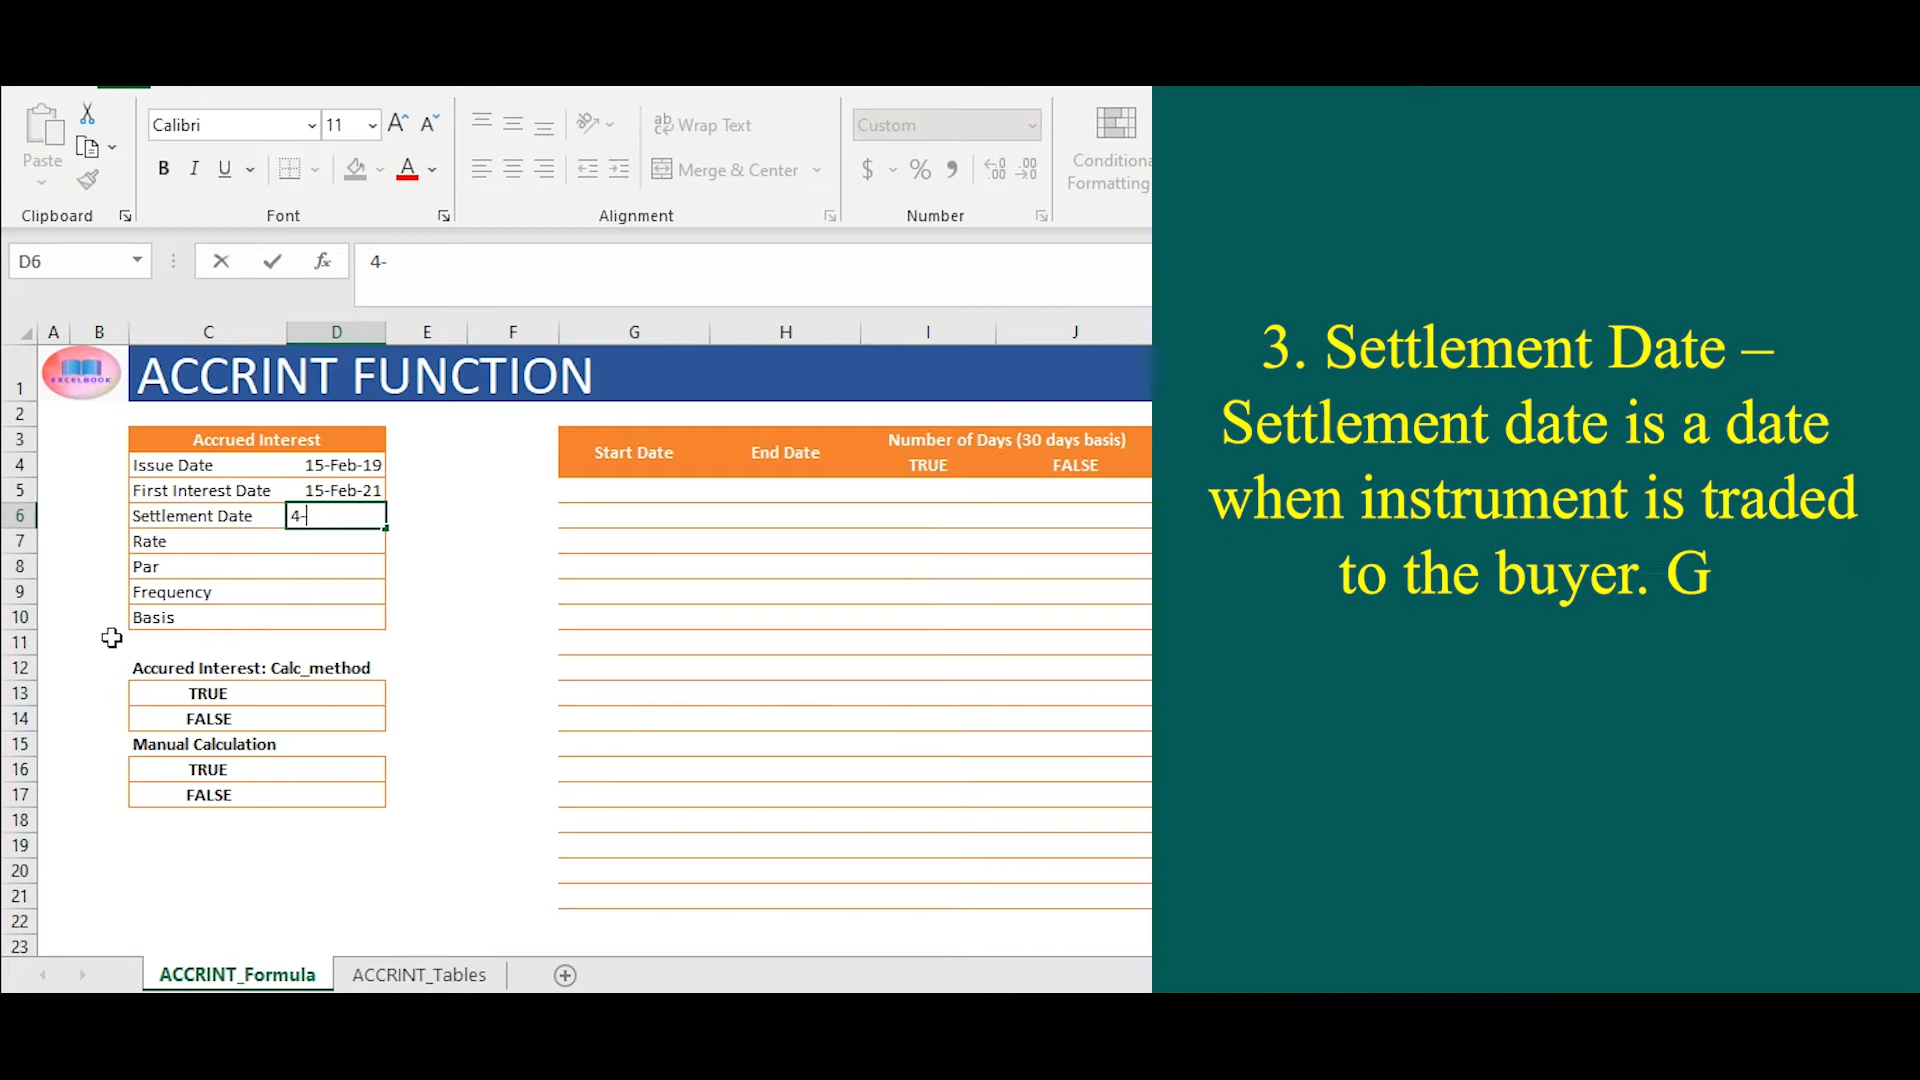 Calibri
11
Wrap Text
Custom
Paste
B I U
Merge & Center
$ %
Conditiona
Formatting
Clipboard
Font
Alignment
Number
D6
fx
4-
A B C D E F G H I J
1
EXCELBOOK
ACCRINT FUNCTION
2
3
Accrued Interest
Start Date
End Date
Number of Days (30 days basis)
4
Issue Date
15-Feb-19
TRUE
FALSE
5
First Interest Date
15-Feb-21
6
Settlement Date
4-
7
Rate
8
Par
9
Frequency
10
Basis
11
12
Accured Interest: Calc_method
13
TRUE
14
FALSE
15
Manual Calculation
16
TRUE
17
FALSE
18
19
20
21
22
23
ACCRINT_Formula
ACCRINT_Tables
3. Settlement Date –
Settlement date is a date
when instrument is traded
to the buyer. G